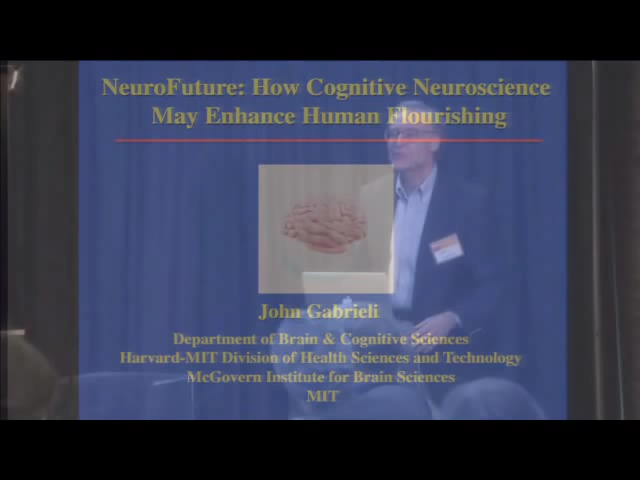 NeuroFuture: How Cognitive Neuroscience
May Enhance Human Flourishing
John Gabrieli
Department of Brain & Cognitive Sciences
Harvard-MIT Division of Health Sciences and Technology
McGovern Institute for Brain Sciences
MIT